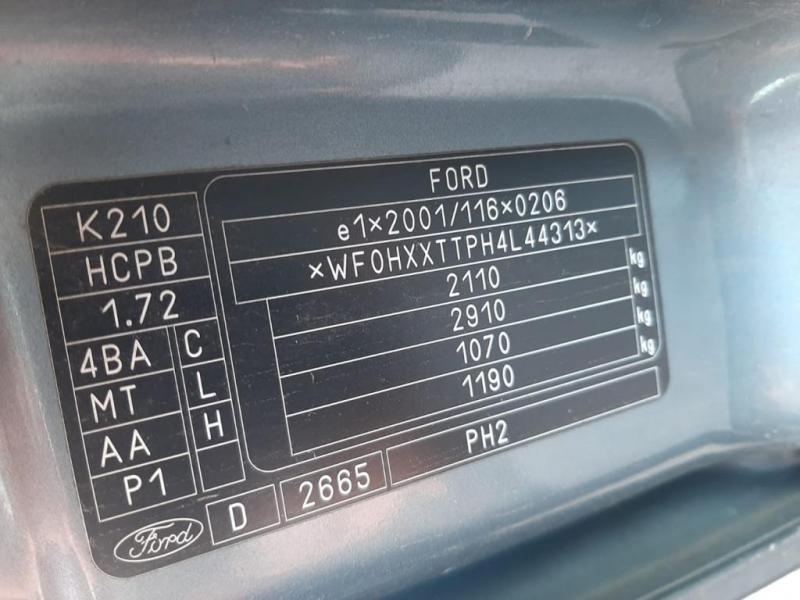 FORD
e1×2001/116×0206
×WF0HXXTTPH4L44313×
2110 kg
2910 kg
1070 kg
1190 kg
K210
HCPB
1.72
4BA C
MT L
AA H
P1
Ford
D 2665 PH2